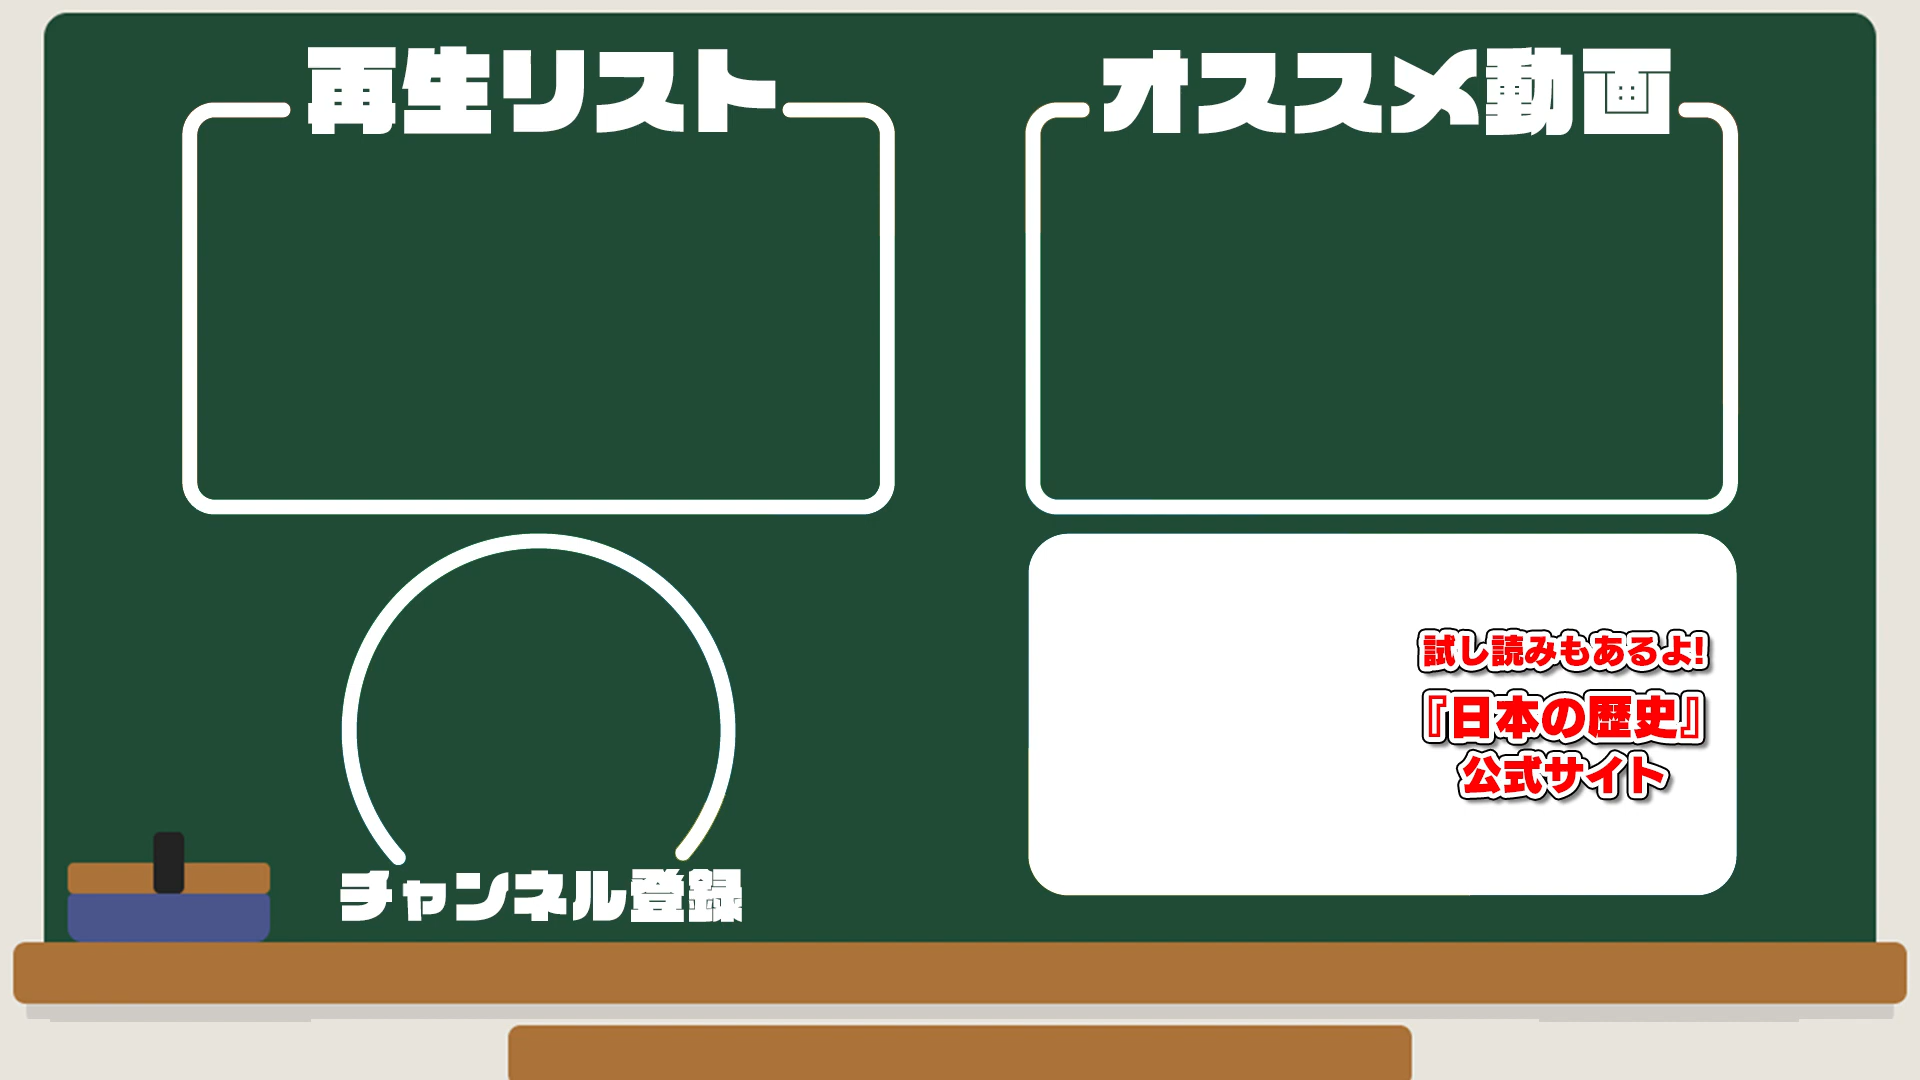 再生リスト
オススメ動画
チャンネル登録
試し読みもあるよ!
『日本の歴史』
公式サイト